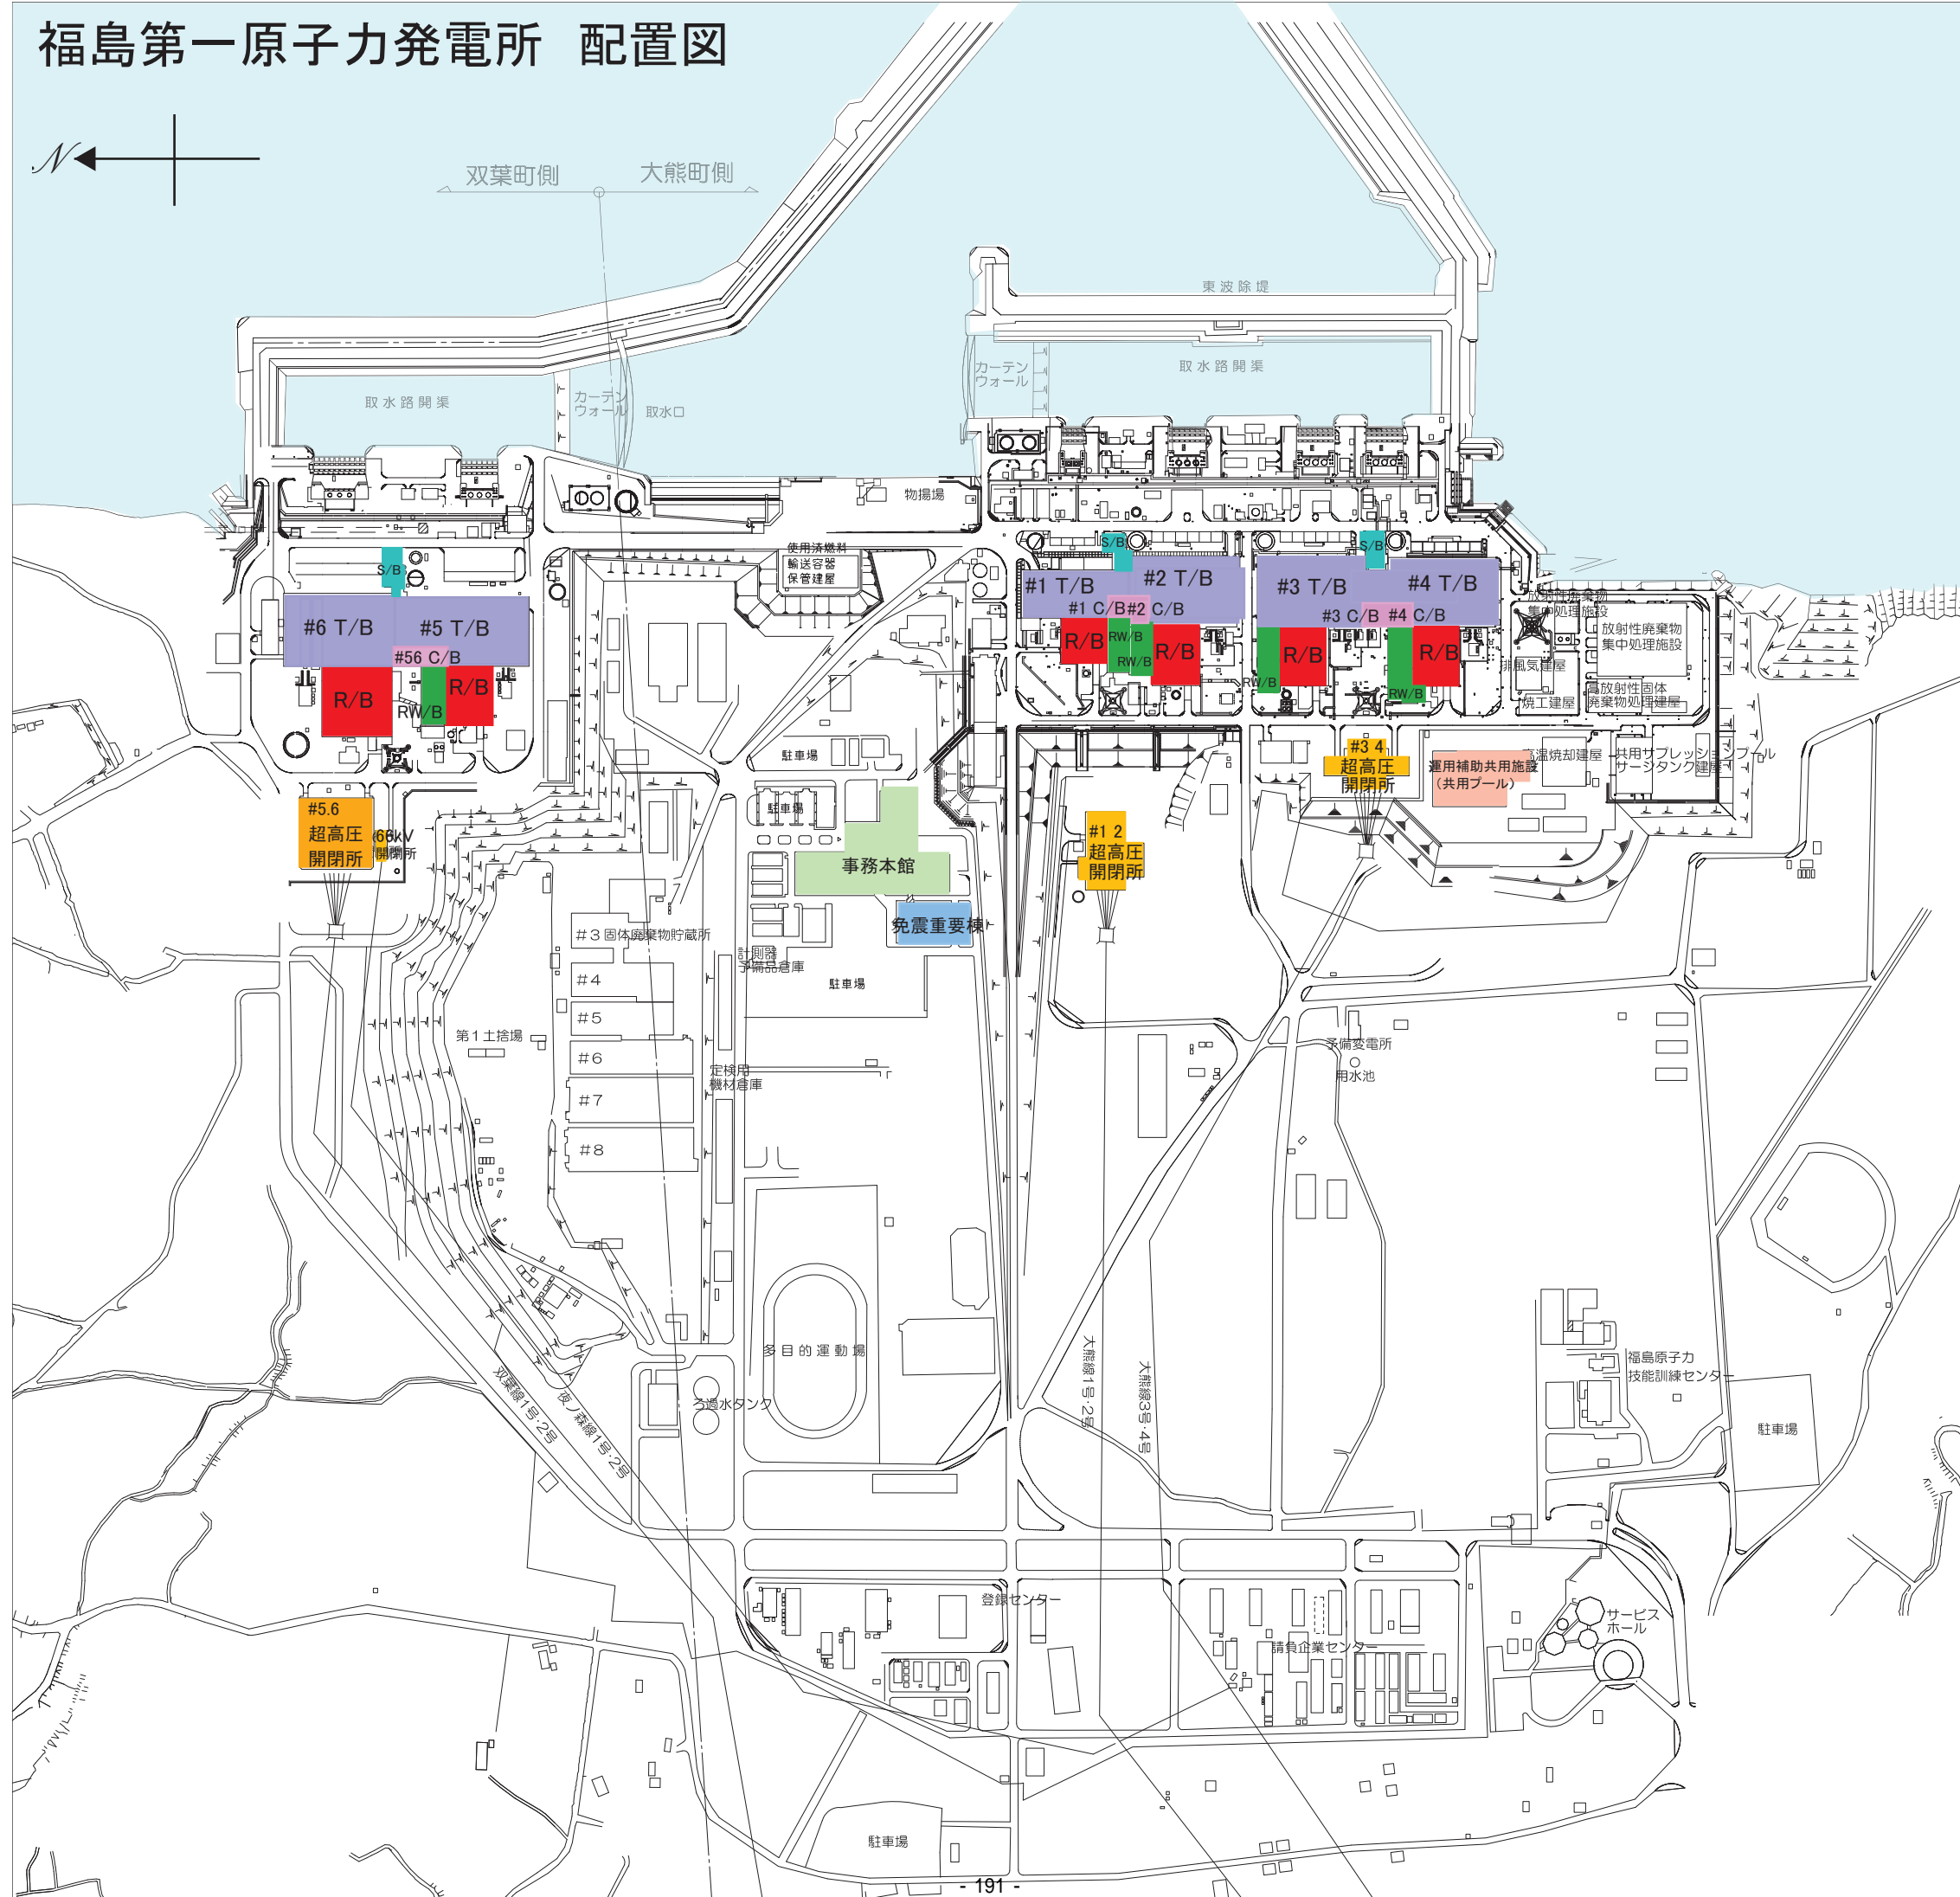 福島第一原子力発電所 配置図
N
双葉町側
大熊町側
東波除堤
取水路開渠
カーテン
ウォール
取水口
カーテン
ウォール
取水路開渠
物揚場
使用済燃料
輸送容器
保管建屋
S/B
#6 T/B
#5 T/B
#56 C/B
R/B
RW/B
R/B
S/B
#1 T/B
#2 T/B
#1 C/B
#2 C/B
R/B
RW/B
RW/B
R/B
S/B
#3 T/B
#4 T/B
#3 C/B
#4 C/B
R/B
RW/B
R/B
RW/B
放射性廃棄物
集中処理施設
放射性廃棄物
集中処理施設
排風気建屋
焼工建屋
高放射性固体
廃棄物処理建屋
高温焼却建屋
共用サプレッションプール
サージタンク建屋
#3 4
超高圧
開閉所
運用補助共用施設
(共用プール)
#5.6
超高圧
開閉所
66kV
開閉所
駐車場
駐車場
事務本館
免震重要棟
#1 2
超高圧
開閉所
#3 固体廃棄物貯蔵所
#4
#5
#6
#7
#8
計測器
予備品倉庫
駐車場
第1土捨場
定検用
機材倉庫
予備変電所
用水池
多目的運動場
ろ過水タンク
双葉線1号・2号
夜ノ森線1号・2号
大熊線1号・2号
大熊線3号・4号
福島原子力
技能訓練センター
駐車場
登録センター
請負企業センター
サービス
ホール
駐車場
- 191 -